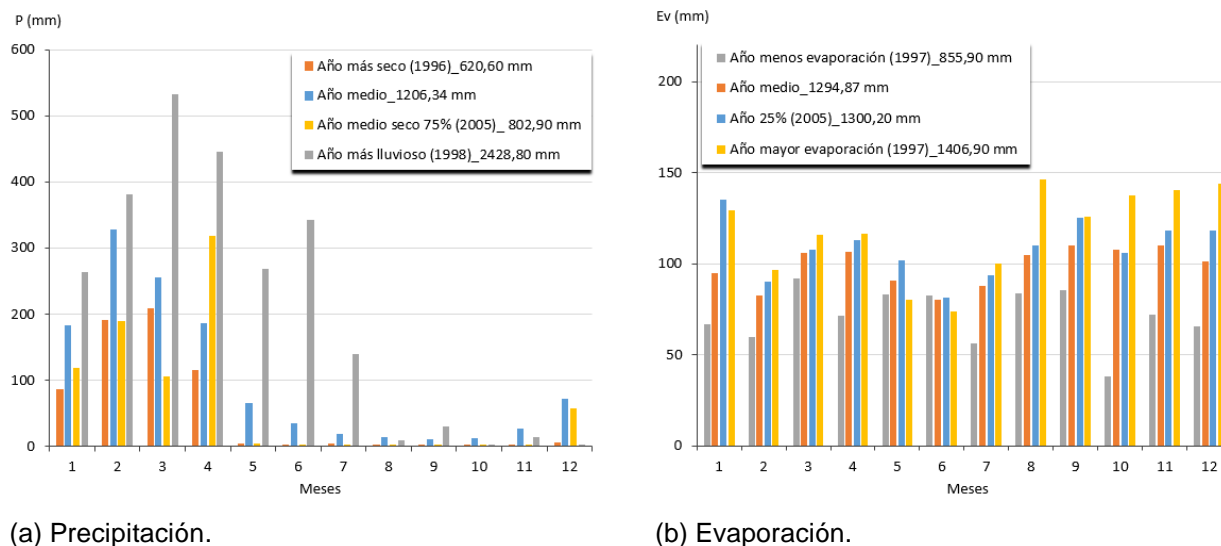 P (mm)
600
500
400
300
200
100
0
Año más seco (1996)_620,60 mm
Año medio_1206,34 mm
Año medio seco 75% (2005)_ 802,90 mm
Año más lluvioso (1998)_2428,80 mm
1 2 3 4 5 6 7 8 9 10 11 12
Meses
(a) Precipitación.
Ev (mm)
200
150
100
50
0
Año menos evaporación (1997)_855,90 mm
Año medio_1294,87 mm
Año 25% (2005)_1300,20 mm
Año mayor evaporación (1997)_1406,90 mm
1 2 3 4 5 6 7 8 9 10 11 12
Meses
(b) Evaporación.